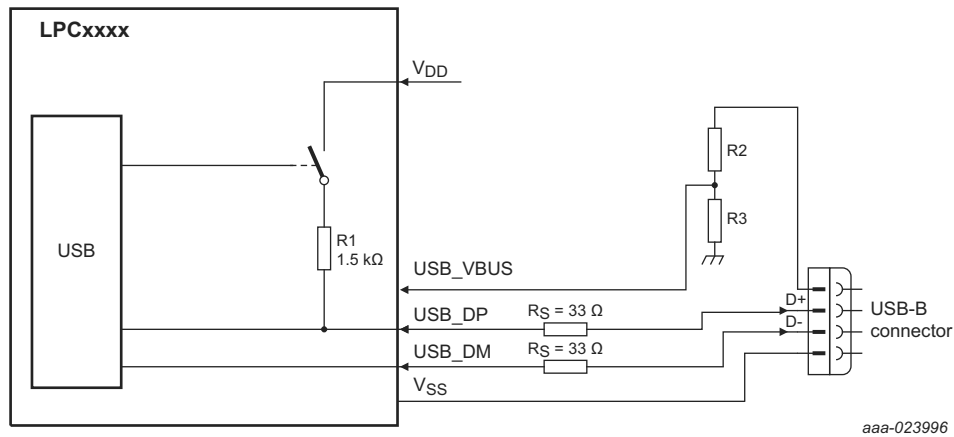 LPCxxxx
VDD
R2
R3
USB
R1
1.5 kΩ
USB_VBUS
USB_DP
RS = 33 Ω
D+
USB-B
connector
D-
USB_DM
RS = 33 Ω
VSS
aaa-023996